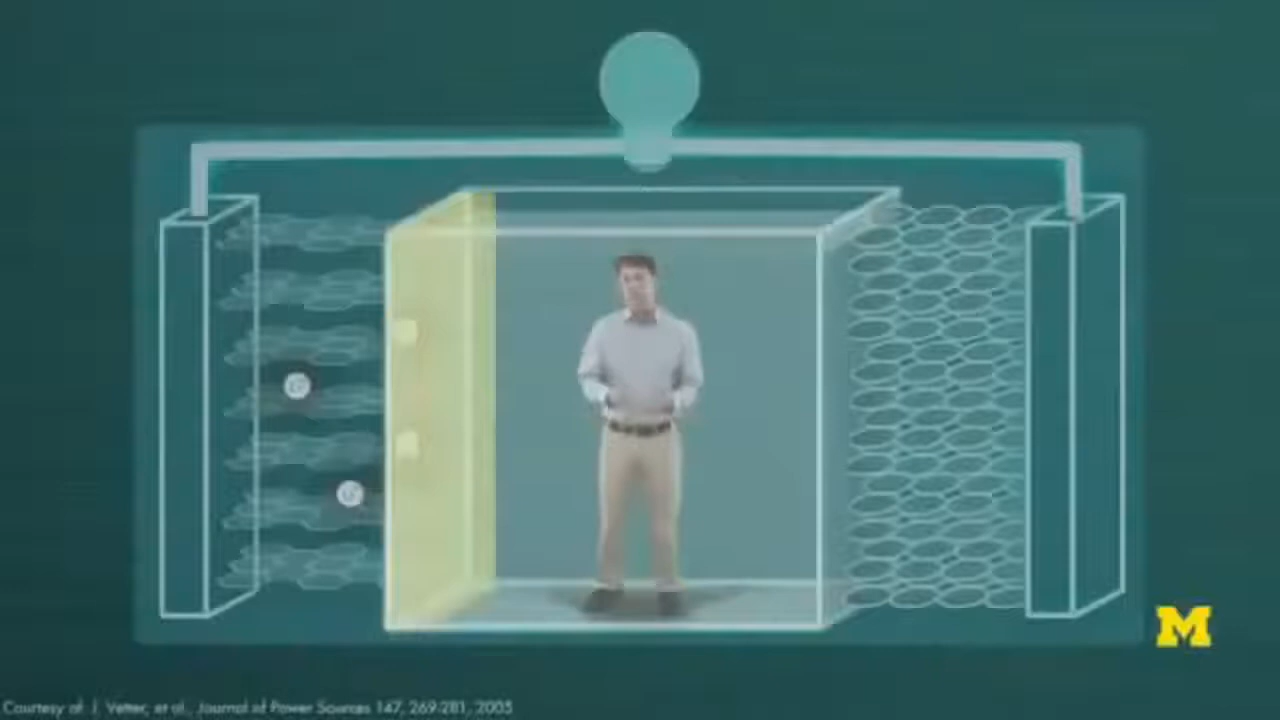 M
Courtesy of: J. Vetter, et al., Journal of Power Sources 147, 269-281, 2005